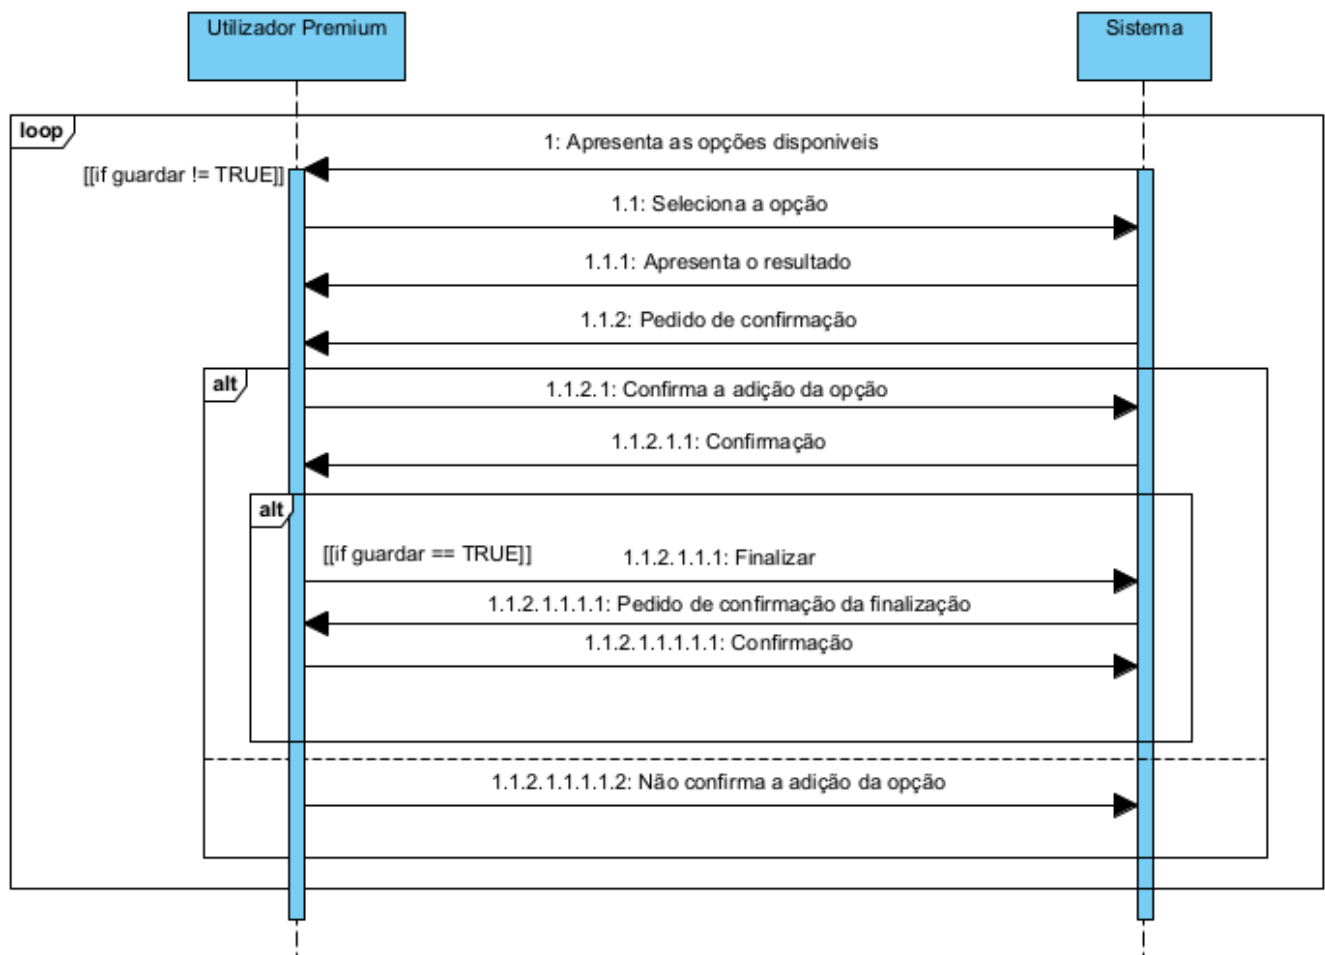 Utilizador Premium
Sistema
loop
1: Apresenta as opções disponiveis
[[if guardar != TRUE]]
1.1: Seleciona a opção
1.1.1: Apresenta o resultado
1.1.2: Pedido de confirmação
alt
1.1.2.1: Confirma a adição da opção
1.1.2.1.1: Confirmação
alt
[[if guardar == TRUE]]
1.1.2.1.1.1: Finalizar
1.1.2.1.1.1.1: Pedido de confirmação da finalização
1.1.2.1.1.1.1.1: Confirmação
1.1.2.1.1.1.1.2: Não confirma a adição da opção